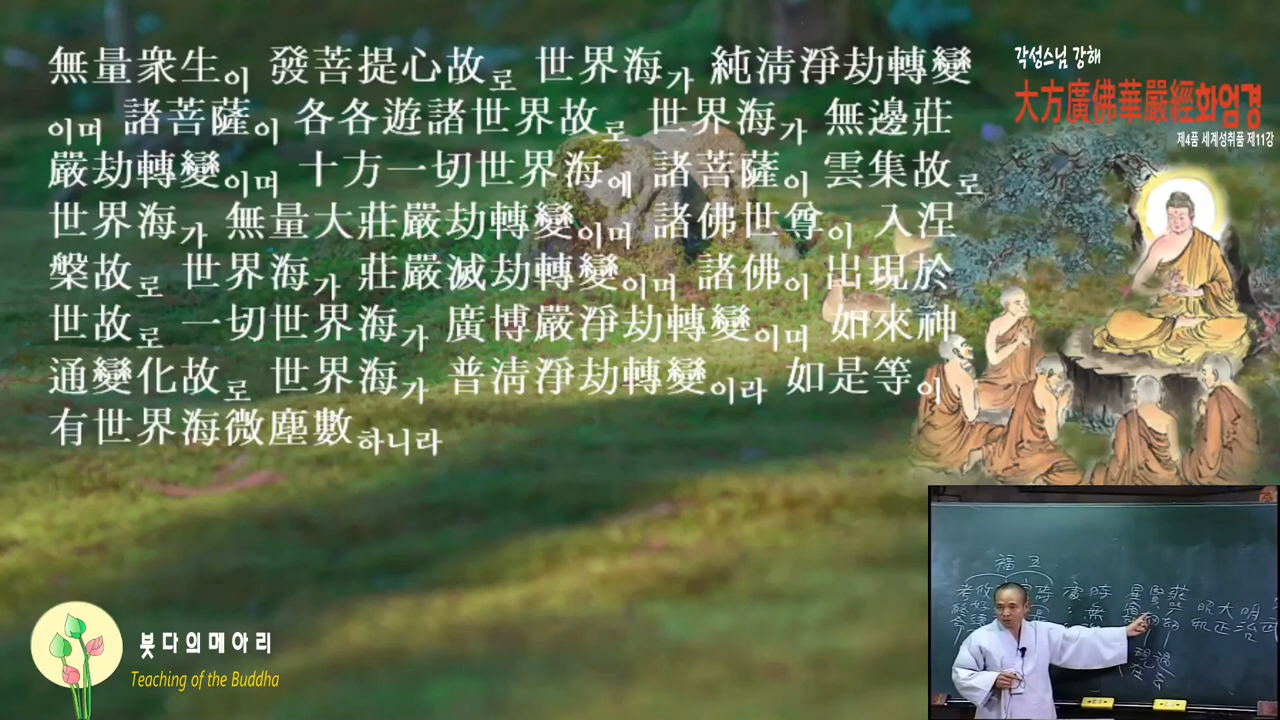 無量衆生이 發菩提心故로 世界海가 純淸淨劫轉變
이며 諸菩薩이 各各遊諸世界故로 世界海가 無邊莊
嚴劫轉變이며 十方一切世界海에 諸菩薩이 雲集故로
世界海가 無量大莊嚴劫轉變이며 諸佛世尊이 入涅
槃故로 世界海가 莊嚴滅劫轉變이며 諸佛이 出現於
世故로 一切世界海가 廣博嚴淨劫轉變이며 如來神
通變化故로 世界海가 普淸淨劫轉變이라 如是等이
有世界海微塵數하니라
각성스님 강해
大方廣佛華嚴經화엄경
제4품 세계성취품 제11강
붓다의메아리
Teaching of the Buddha
福 五